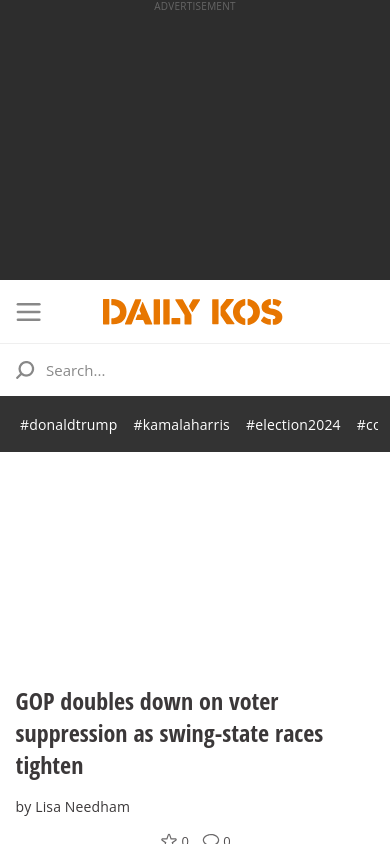 ADVERTISEMENT
DAILY KOS
Search...
#donaldtrump #kamalaharris #election2024
GOP doubles down on voter
suppression as swing-state races
tighten
by Lisa Needham
0 0